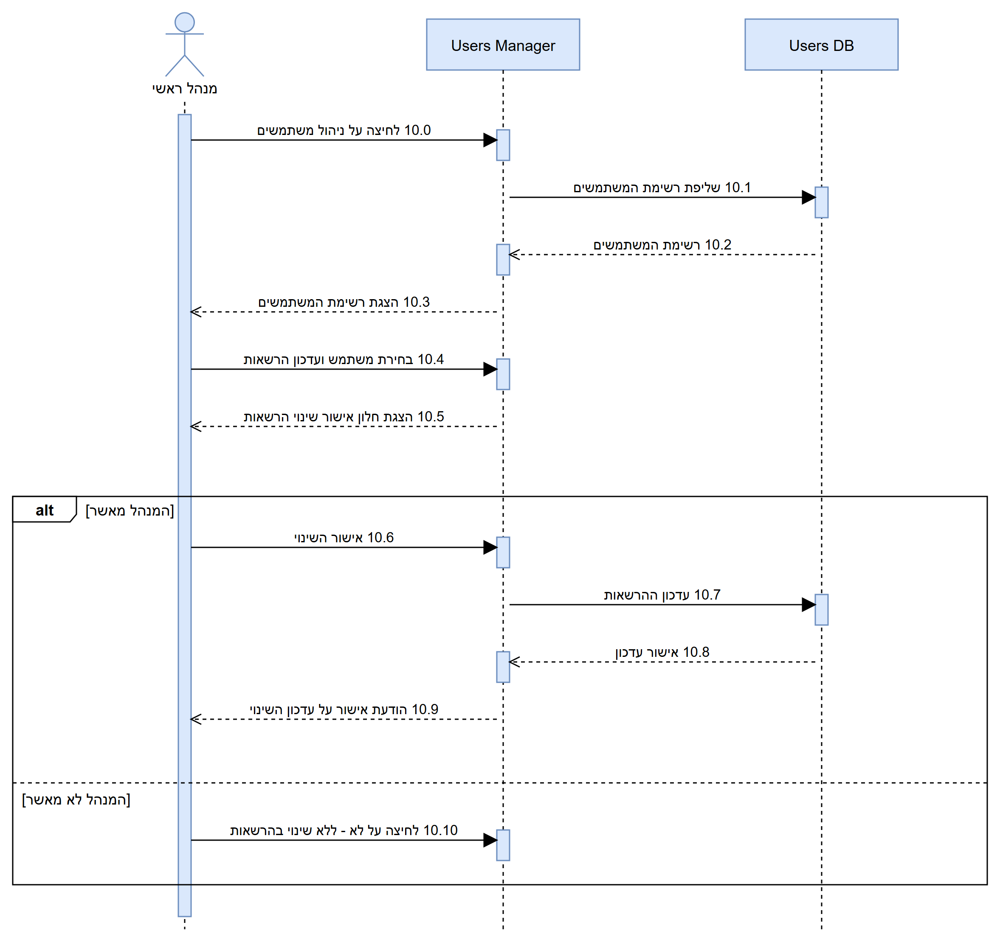 מנהל ראשי
Users Manager
Users DB
10.0 לחיצה על ניהול משתמשים
10.1 שליפת רשימת המשתמשים
10.2 רשימת המשתמשים
10.3 הצגת רשימת המשתמשים
10.4 בחירת משתמש ועדכון הרשאות
10.5 הצגת חלון אישור שינוי הרשאות
alt
[המנהל מאשר]
10.6 אישור השינוי
10.7 עדכון ההרשאות
10.8 אישור עדכון
10.9 הודעת אישור על עדכון השינוי
[המנהל לא מאשר]
10.10 לחיצה על לא - ללא שינוי בהרשאות